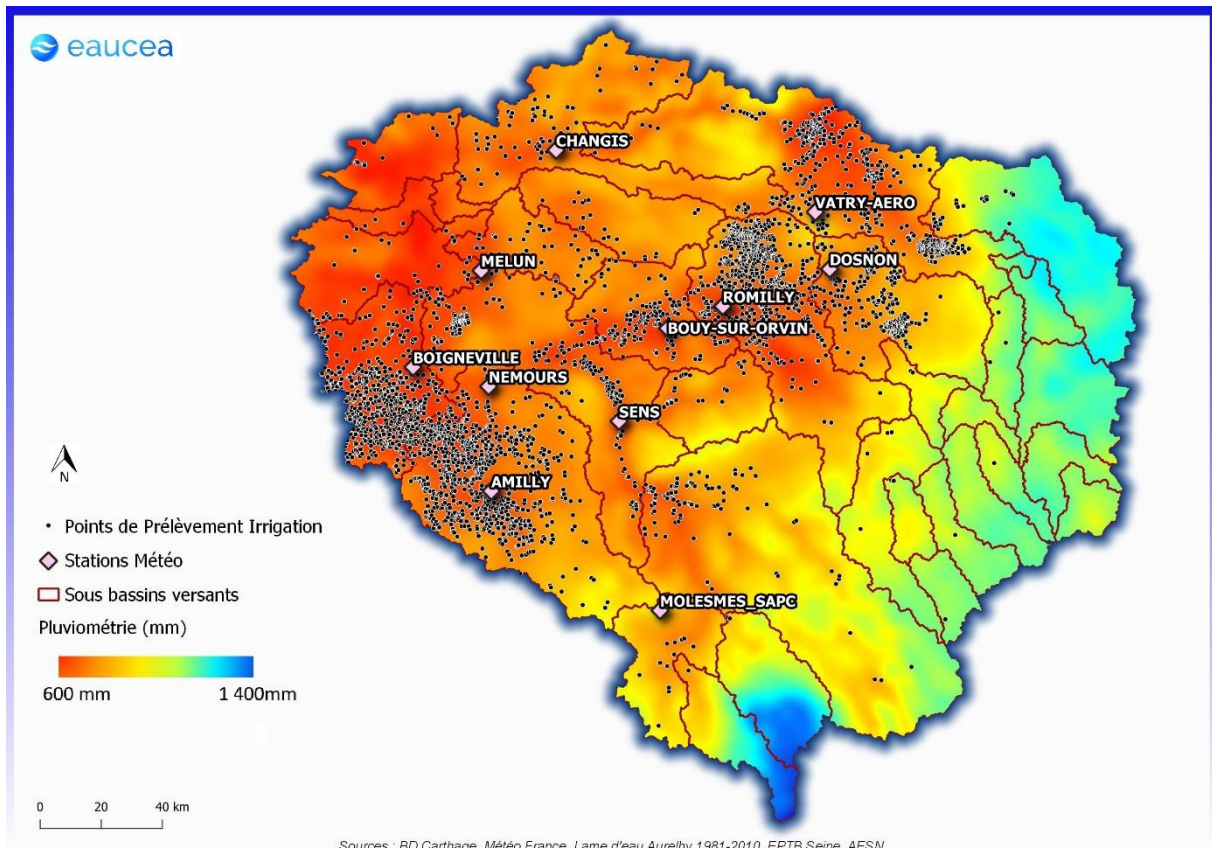 eaucea
CHANGIS
VATRY-AERO
MELUN
DOSNON
ROMILLY
BOUY-SUR-ORVIN
BOIGNEVILLE
NEMOURS
SENS
AMILLY
MOLESMES_SAPC
N
Points de Prélèvement Irrigation
Stations Météo
Sous bassins versants
Pluviométrie (mm)
600 mm 1 400mm
0 20 40 km
Sources : BD Carthage, Météo France, Lame d'eau Aurelhy 1981-2010, EPTB Seine, AESN